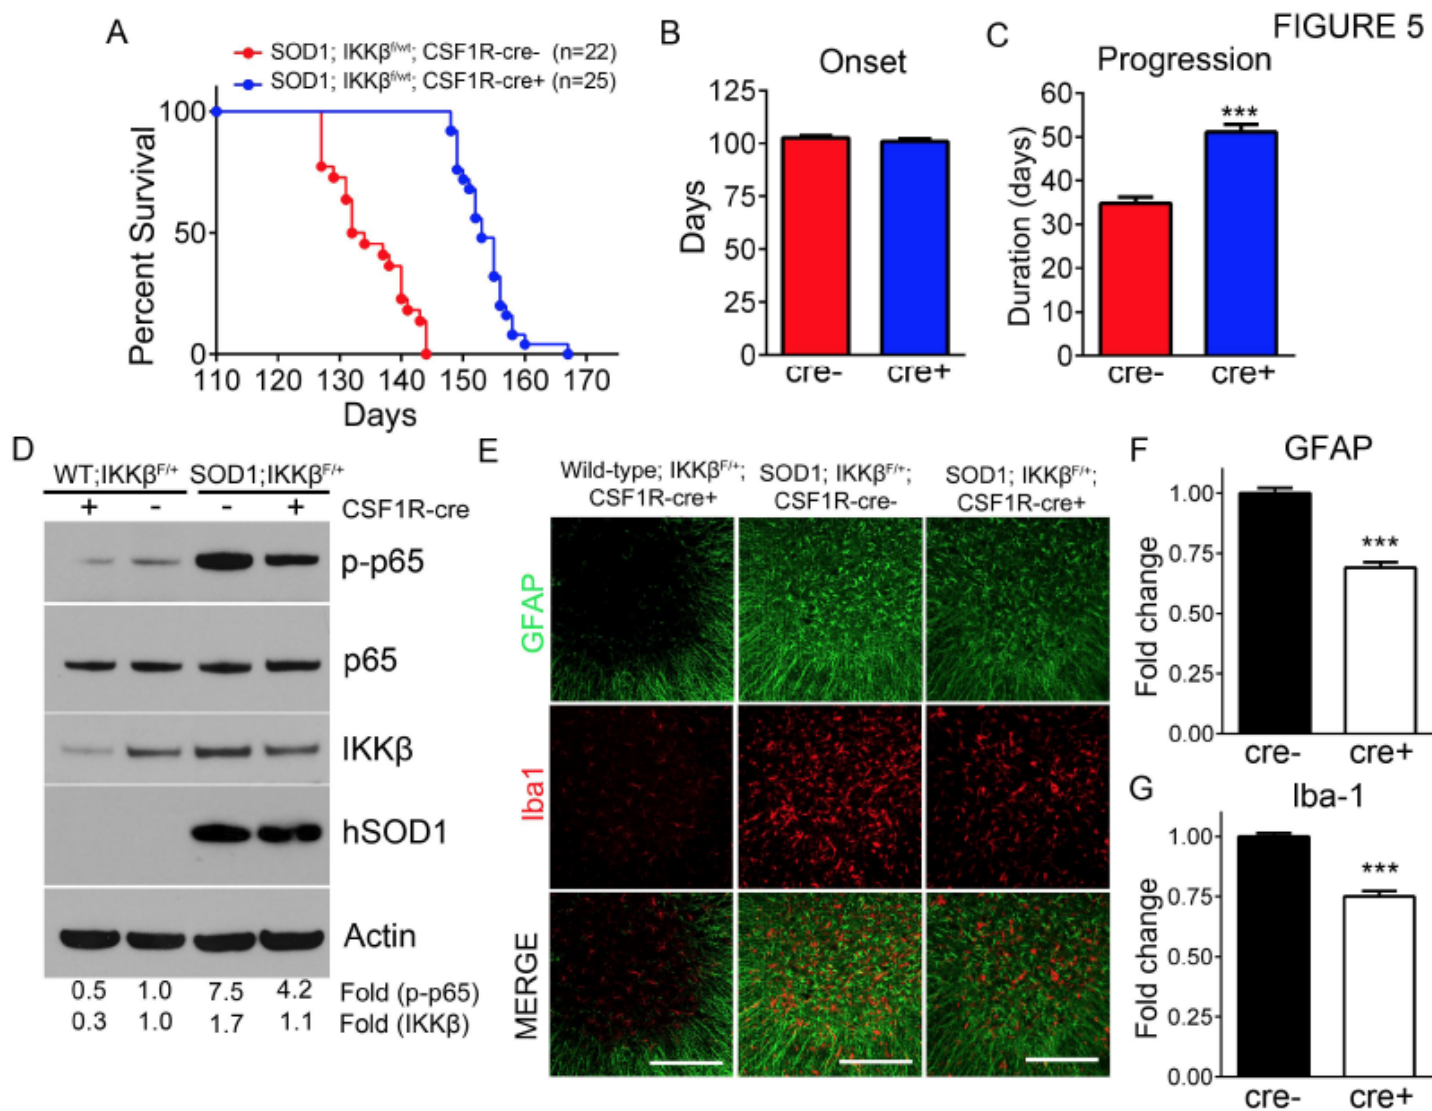 FIGURE 5
A
SOD1; IKKβ^f/wt; CSF1R-cre- (n=22)
SOD1; IKKβ^f/wt; CSF1R-cre+ (n=25)
Percent Survival
100
50
0
110 120 130 140 150 160 170
Days
B
Onset
Days
125
100
75
50
25
0
cre- cre+
C
Progression
Duration (days)
60
50
40
30
20
10
0
***
cre- cre+
D
WT;IKKβ^F/+ SOD1;IKKβ^F/+
+ - - + CSF1R-cre
p-p65
p65
IKKβ
hSOD1
Actin
0.5 1.0 7.5 4.2 Fold (p-p65)
0.3 1.0 1.7 1.1 Fold (IKKβ)
E
Wild-type; IKKβ^F/+;
CSF1R-cre+
SOD1; IKKβ^F/+;
CSF1R-cre-
SOD1; IKKβ^F/+;
CSF1R-cre+
GFAP
Iba1
MERGE
F
GFAP
Fold change
1.00
0.75
0.50
0.25
0.00
***
cre- cre+
G
Iba-1
Fold change
1.00
0.75
0.50
0.25
0.00
***
cre- cre+